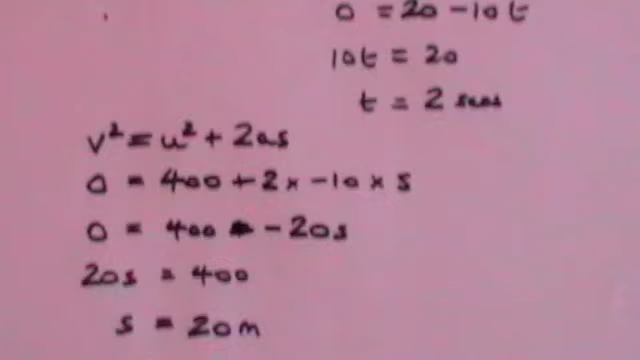 0 = 20 - 10t
10t = 20
t = 2 secs
v² = u² + 2as
0 = 400 + 2 × -10 × s
0 = 400 - 20s
20s = 400
s = 20m